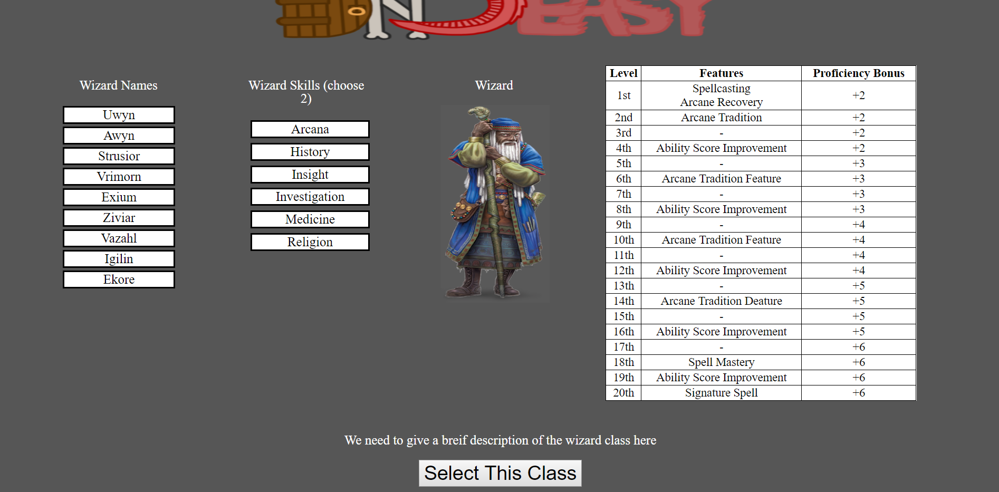 N EASY
Wizard Names
Uwyn
Awyn
Strusior
Vrimorn
Exium
Ziviar
Vazahl
Igilin
Ekore
Wizard Skills (choose
2)
Arcana
History
Insight
Investigation
Medicine
Religion
Wizard
Level Features Proficiency Bonus
1st Spellcasting +2
Arcane Recovery
2nd Arcane Tradition +2
3rd - +2
4th Ability Score Improvement +2
5th - +3
6th Arcane Tradition Feature +3
7th - +3
8th Ability Score Improvement +3
9th - +4
10th Arcane Tradition Feature +4
11th - +4
12th Ability Score Improvement +4
13th - +5
14th Arcane Tradition Deature +5
15th - +5
16th Ability Score Improvement +5
17th - +6
18th Spell Mastery +6
19th Ability Score Improvement +6
20th Signature Spell +6
We need to give a breif description of the wizard class here
Select This Class